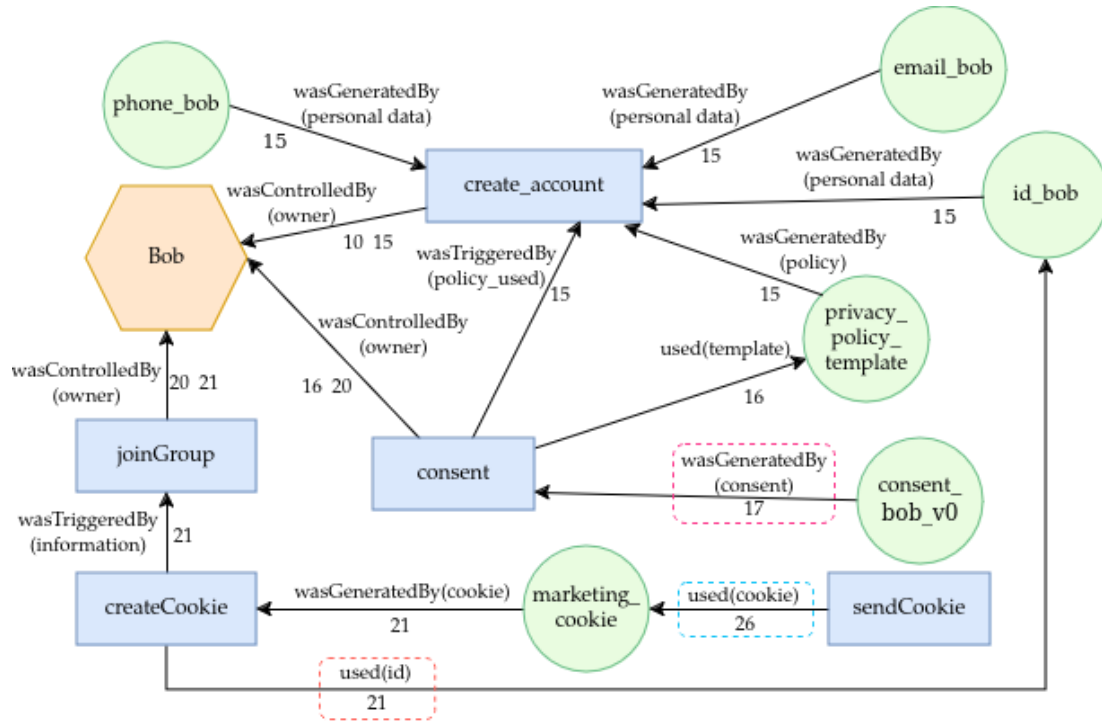 phone_bob
wasGeneratedBy
(personal data)
15
wasGeneratedBy
(personal data)
15
email_bob
create_account
wasGeneratedBy
(personal data)
15
id_bob
wasControlledBy
(owner)
10 15
Bob
wasTriggeredBy
(policy_used)
15
wasGeneratedBy
(policy)
15
privacy_
policy_
template
wasControlledBy
(owner)
16 20
used(template)
16
wasControlledBy
(owner)
20 21
joinGroup
consent
wasGeneratedBy
(consent)
17
consent_
bob_v0
wasTriggeredBy
(information)
21
createCookie
wasGeneratedBy(cookie)
21
marketing_
cookie
used(cookie)
26
sendCookie
used(id)
21